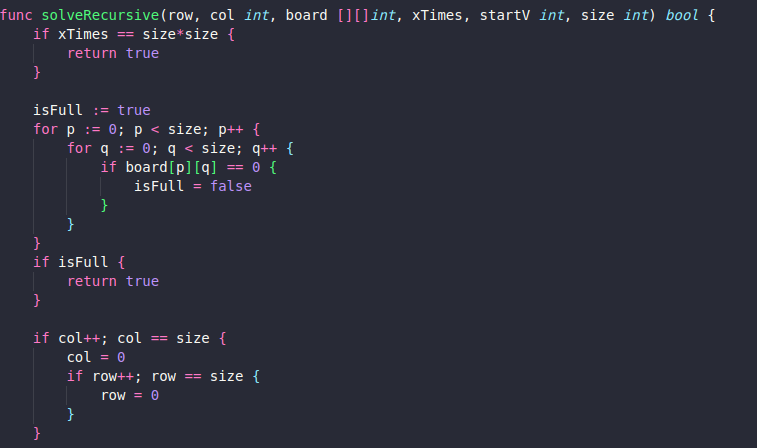 func solveRecursive(row, col int, board [][]int, xTimes, startV int, size int) bool {
    if xTimes == size*size {
        return true
    }

    isFull := true
    for p := 0; p < size; p++ {
        for q := 0; q < size; q++ {
            if board[p][q] == 0 {
                isFull = false
            }
        }
    }
    if isFull {
        return true
    }

    if col++; col == size {
        col = 0
        if row++; row == size {
            row = 0
        }
    }